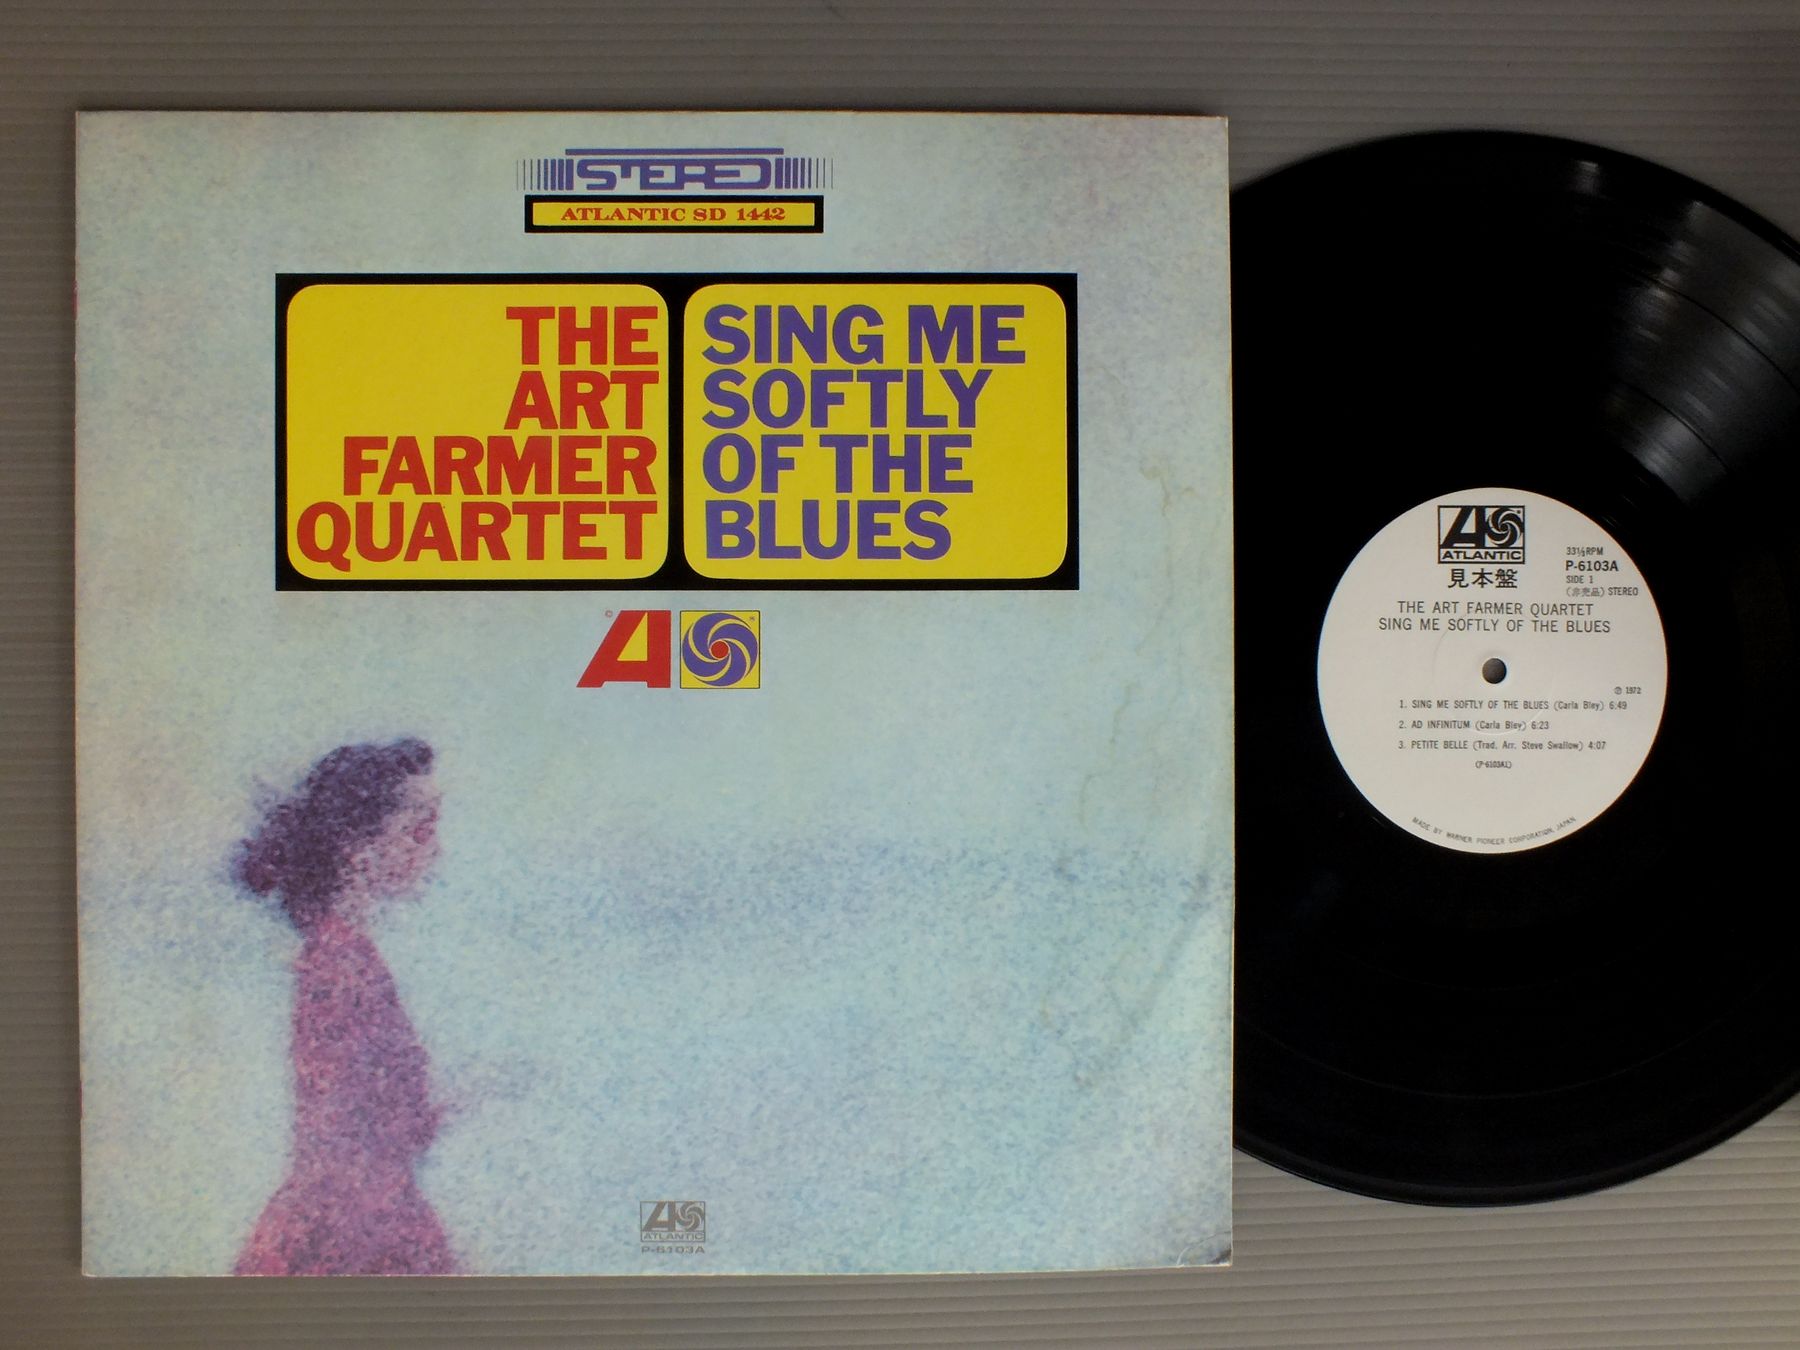 STEREO
ATLANTIC SD 1442
THE
ART
FARMER
QUARTET
SING ME
SOFTLY
OF THE
BLUES
© A ®
ATLANTIC
P-6103A
ATLANTIC
見本盤
33⅓RPM
P-6103A
SIDE 1
(非売品) STEREO
THE ART FARMER QUARTET
SING ME SOFTLY OF THE BLUES
℗ 1972
1. SING ME SOFTLY OF THE BLUES (Carla Bley) 6:49
2. AD INFINITUM (Carla Bley) 6:23
3. PETITE BELLE (Trad. Arr. Steve Swallow) 4:07
(P-6103A1)
MADE BY WARNER PIONEER CORPORATION, JAPAN